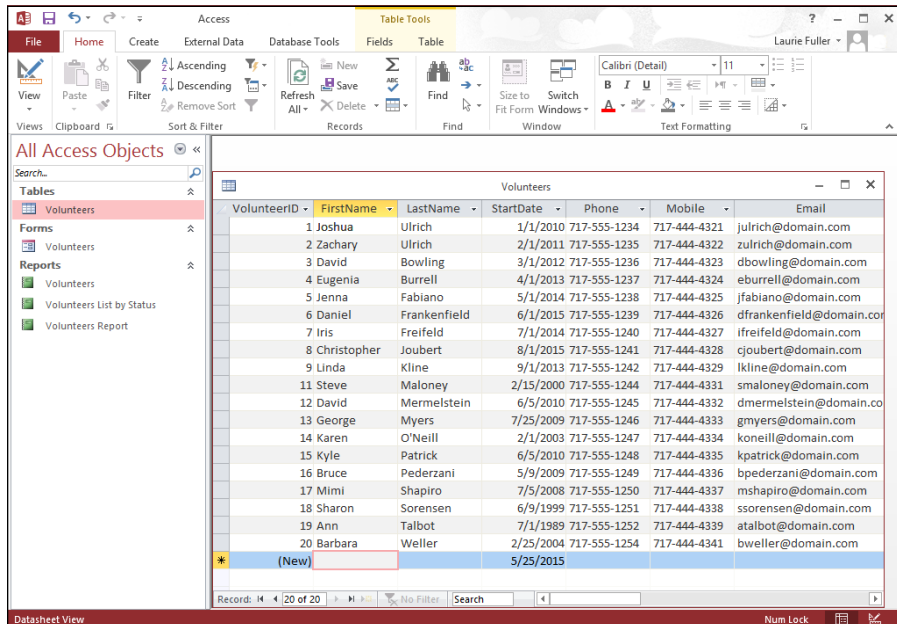 Access
Table Tools
?
File
Home
Create
External Data
Database Tools
Fields
Table
Laurie Fuller
View
Paste
Filter
Ascending
Descending
Remove Sort
Refresh All
New
Save
Delete
Find
Size to Fit Form
Switch Windows
Calibri (Detail)
11
B I U
Views
Clipboard
Sort & Filter
Records
Find
Window
Text Formatting
All Access Objects
Search...
Tables
Volunteers
Forms
Volunteers
Reports
Volunteers
Volunteers List by Status
Volunteers Report
Volunteers
VolunteerID FirstName LastName StartDate Phone Mobile Email
1 Joshua Ulrich 1/1/2010 717-555-1234 717-444-4321 julrich@domain.com
2 Zachary Ulrich 2/1/2011 717-555-1235 717-444-4322 zulrich@domain.com
3 David Bowling 3/1/2012 717-555-1236 717-444-4323 dbowling@domain.com
4 Eugenia Burrell 4/1/2013 717-555-1237 717-444-4324 eburrell@domain.com
5 Jenna Fabiano 5/1/2014 717-555-1238 717-444-4325 jfabiano@domain.com
6 Daniel Frankenfield 6/1/2015 717-555-1239 717-444-4326 dfrankenfield@domain.cor
7 Iris Freifeld 7/1/2014 717-555-1240 717-444-4327 ifreifeld@domain.com
8 Christopher Joubert 8/1/2015 717-555-1241 717-444-4328 cjoubert@domain.com
9 Linda Kline 9/1/2013 717-555-1242 717-444-4329 lkline@domain.com
11 Steve Maloney 2/15/2000 717-555-1244 717-444-4331 smaloney@domain.com
12 David Mermelstein 6/5/2010 717-555-1245 717-444-4332 dmermelstein@domain.co
13 George Myers 7/25/2009 717-555-1246 717-444-4333 gmyers@domain.com
14 Karen O'Neill 2/1/2003 717-555-1247 717-444-4334 koneill@domain.com
15 Kyle Patrick 6/5/2010 717-555-1248 717-444-4335 kpatrick@domain.com
16 Bruce Pederzani 5/9/2009 717-555-1249 717-444-4336 bpederzani@domain.com
17 Mimi Shapiro 7/5/2008 717-555-1250 717-444-4337 mshapiro@domain.com
18 Sharon Sorensen 6/9/1999 717-555-1251 717-444-4338 ssorensen@domain.com
19 Ann Talbot 7/1/1989 717-555-1252 717-444-4339 atalbot@domain.com
20 Barbara Weller 2/25/2004 717-555-1254 717-444-4341 bweller@domain.com
(New) 5/25/2015
Record: 20 of 20 No Filter Search
Datasheet View
Num Lock